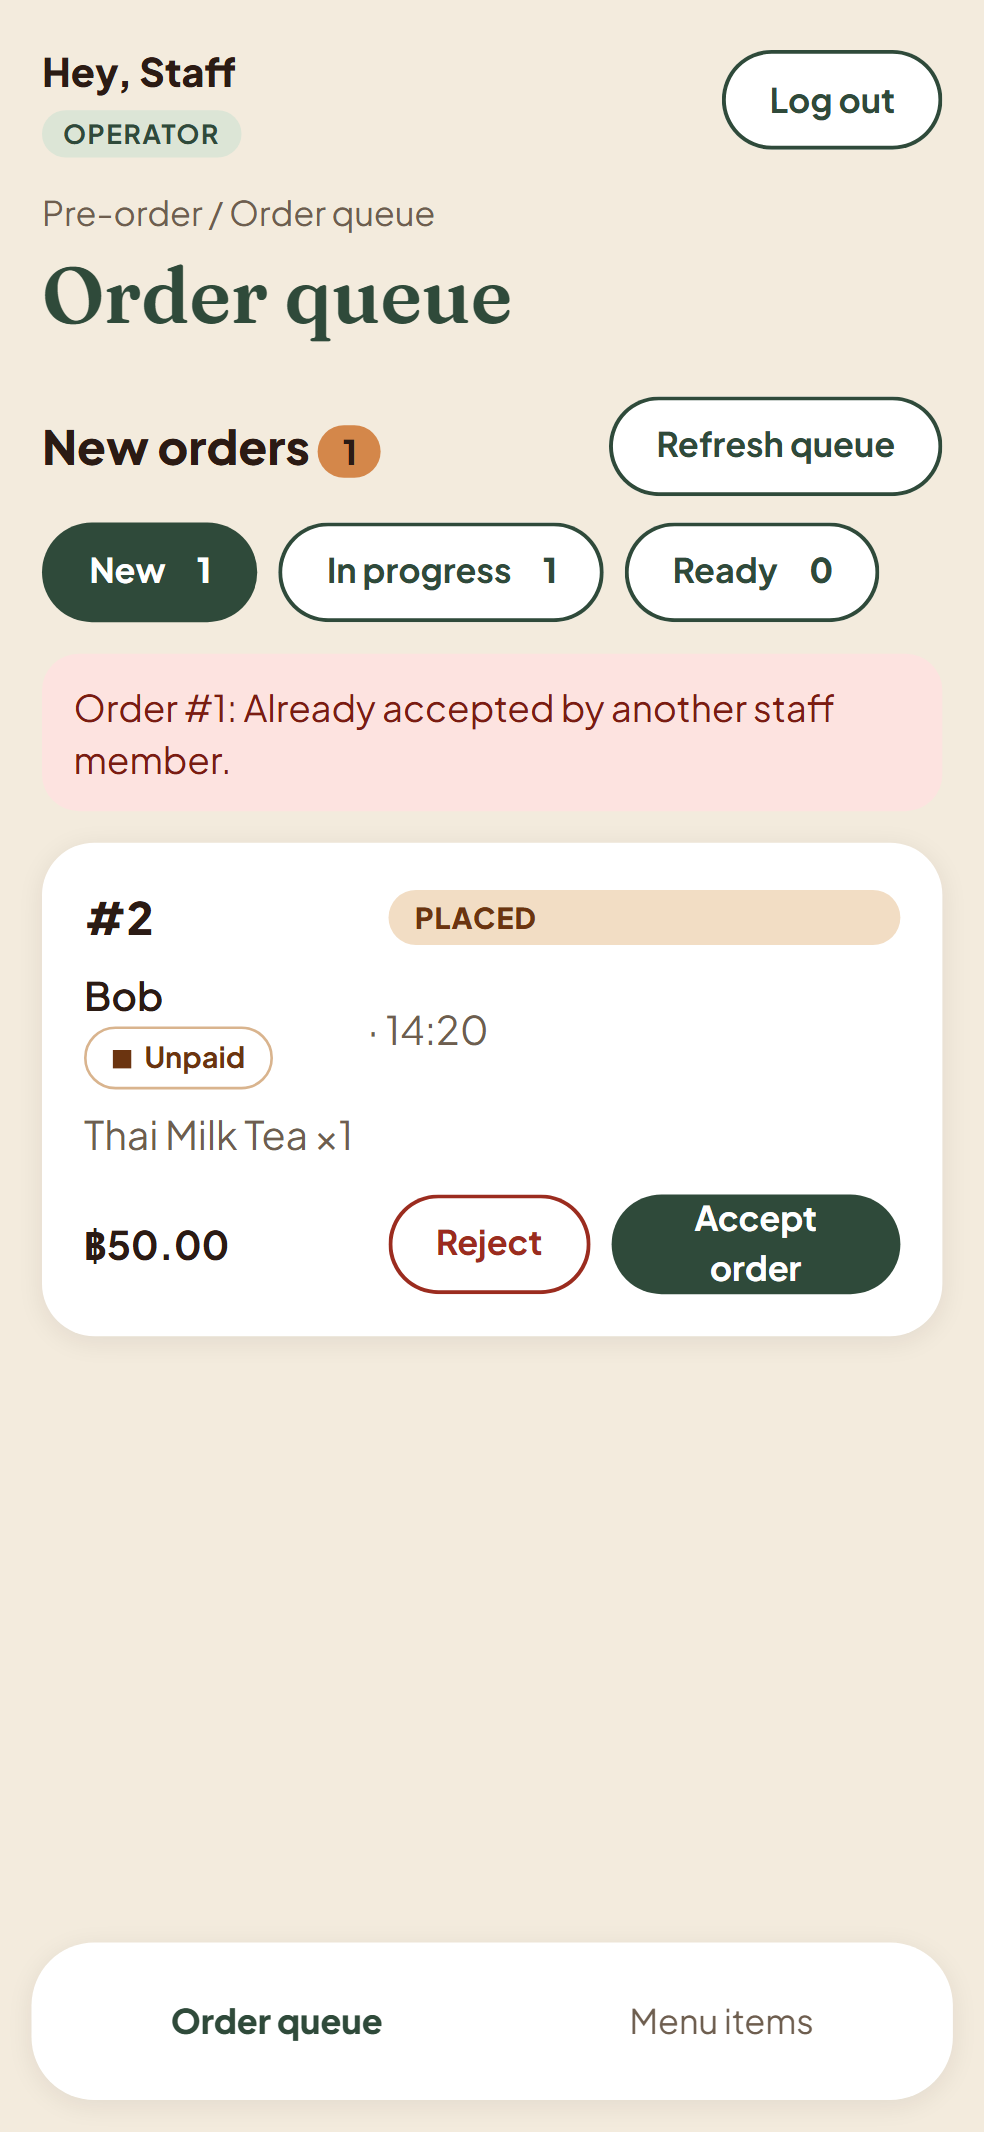 Hey, Staff
Log out
OPERATOR
Pre-order / Order queue
Order queue
New orders 1
Refresh queue
New 1
In progress 1
Ready 0
Order #1: Already accepted by another staff
member.
#2
PLACED
Bob
· 14:20
Unpaid
Thai Milk Tea ×1
฿50.00
Reject
Accept
order
Order queue
Menu items